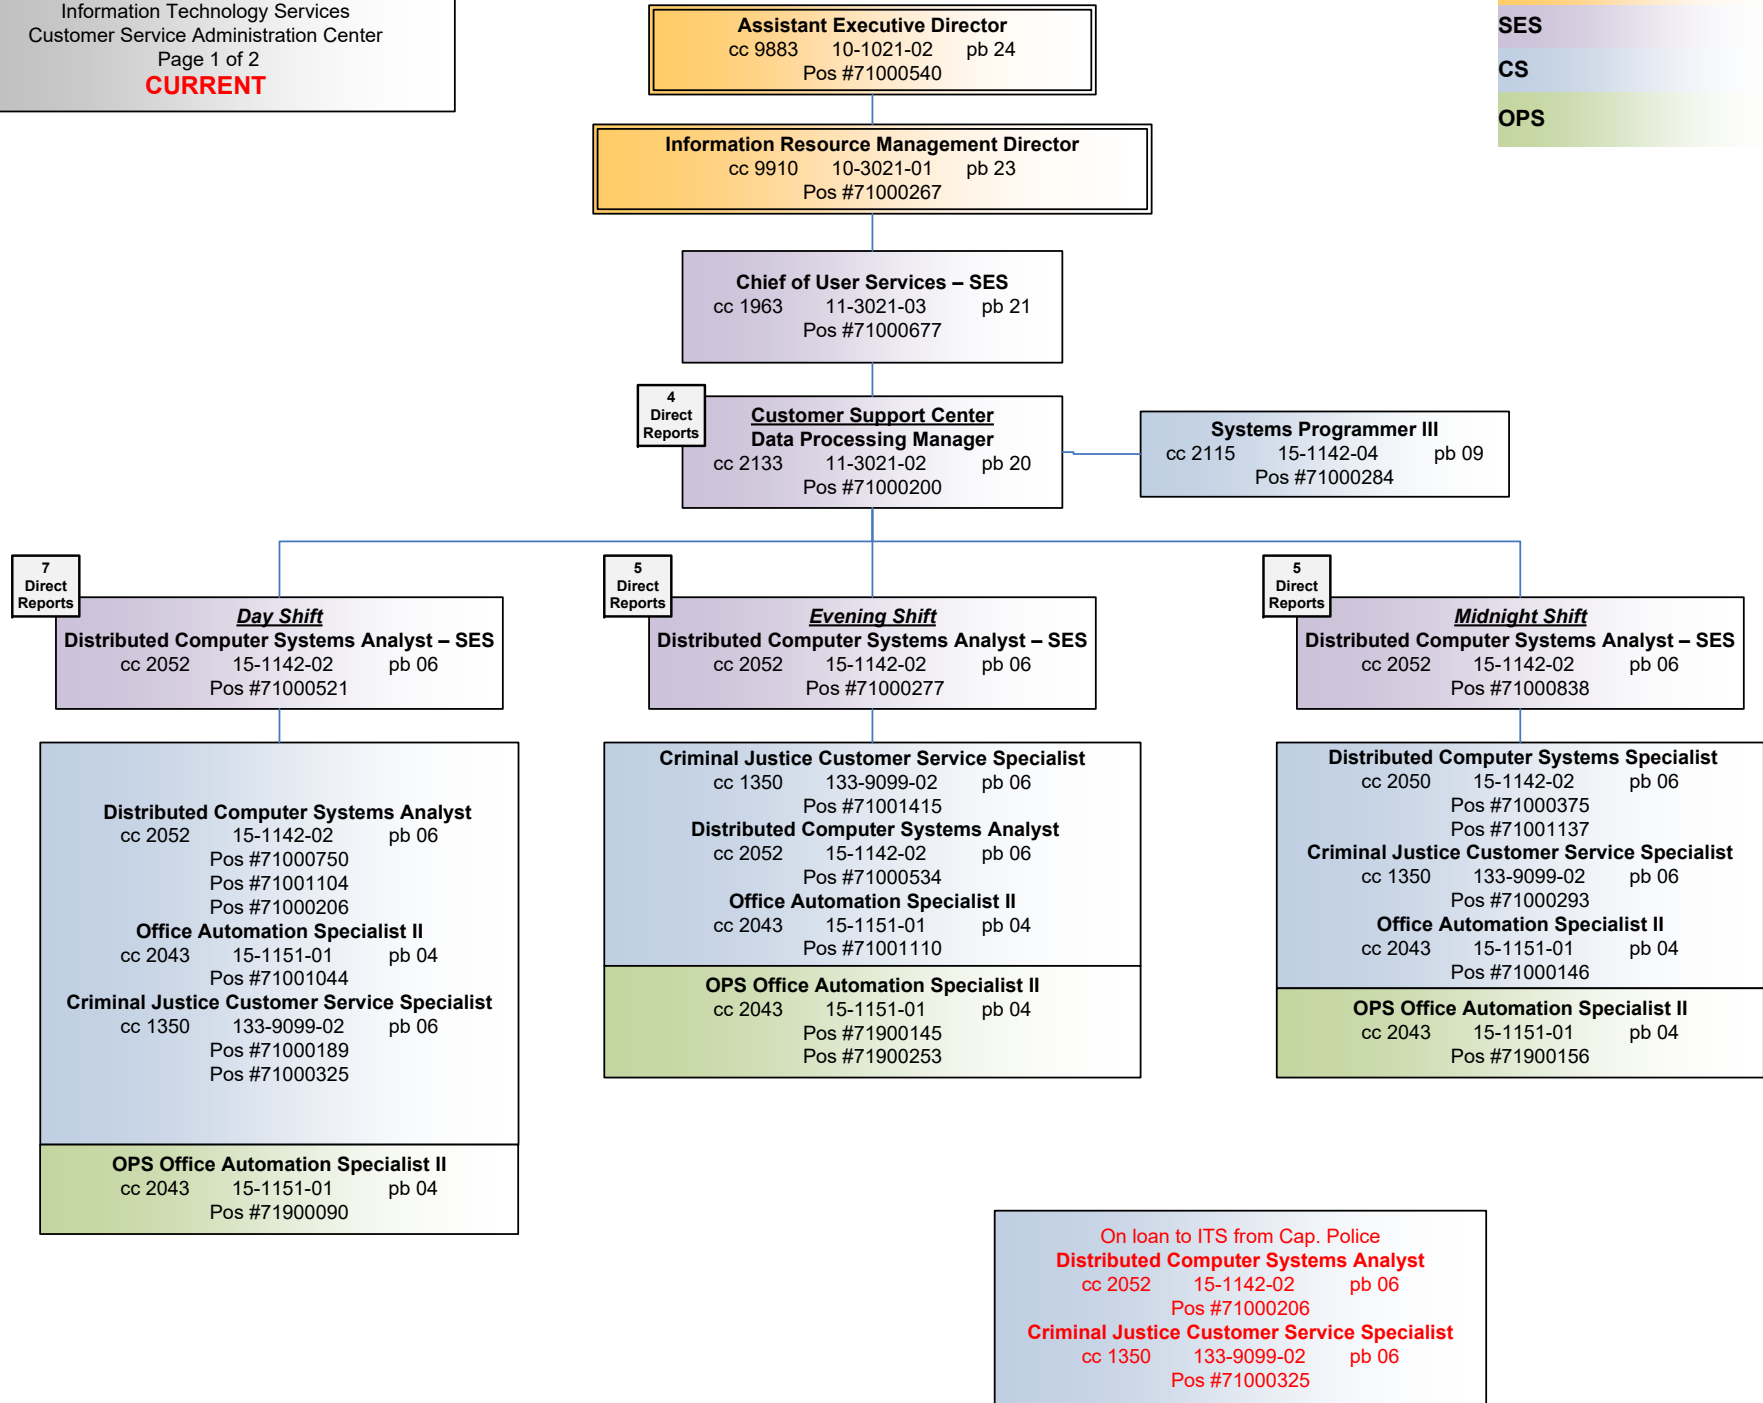 Information Technology Services
Customer Service Administration Center
Page 1 of 2
CURRENT
Assistant Executive Director
cc 9883 10-1021-02 pb 24
Pos #71000540
SES
CS
OPS
Information Resource Management Director
cc 9910 10-3021-01 pb 23
Pos #71000267
Chief of User Services – SES
cc 1963 11-3021-03 pb 21
Pos #71000677
4
Direct
Reports
Customer Support Center
Data Processing Manager
cc 2133 11-3021-02 pb 20
Pos #71000200
Systems Programmer III
cc 2115 15-1142-04 pb 09
Pos #71000284
7
Direct
Reports
Day Shift
Distributed Computer Systems Analyst – SES
cc 2052 15-1142-02 pb 06
Pos #71000521
5
Direct
Reports
Evening Shift
Distributed Computer Systems Analyst – SES
cc 2052 15-1142-02 pb 06
Pos #71000277
5
Direct
Reports
Midnight Shift
Distributed Computer Systems Analyst – SES
cc 2052 15-1142-02 pb 06
Pos #71000838
Distributed Computer Systems Analyst
cc 2052 15-1142-02 pb 06
Pos #71000750
Pos #71001104
Pos #71000206
Office Automation Specialist II
cc 2043 15-1151-01 pb 04
Pos #71001044
Criminal Justice Customer Service Specialist
cc 1350 133-9099-02 pb 06
Pos #71000189
Pos #71000325
OPS Office Automation Specialist II
cc 2043 15-1151-01 pb 04
Pos #71900090
Criminal Justice Customer Service Specialist
cc 1350 133-9099-02 pb 06
Pos #71001415
Distributed Computer Systems Analyst
cc 2052 15-1142-02 pb 06
Pos #71000534
Office Automation Specialist II
cc 2043 15-1151-01 pb 04
Pos #71001110
OPS Office Automation Specialist II
cc 2043 15-1151-01 pb 04
Pos #71900145
Pos #71900253
Distributed Computer Systems Specialist
cc 2050 15-1142-02 pb 06
Pos #71000375
Pos #71001137
Criminal Justice Customer Service Specialist
cc 1350 133-9099-02 pb 06
Pos #71000293
Office Automation Specialist II
cc 2043 15-1151-01 pb 04
Pos #71000146
OPS Office Automation Specialist II
cc 2043 15-1151-01 pb 04
Pos #71900156
On loan to ITS from Cap. Police
Distributed Computer Systems Analyst
cc 2052 15-1142-02 pb 06
Pos #71000206
Criminal Justice Customer Service Specialist
cc 1350 133-9099-02 pb 06
Pos #71000325